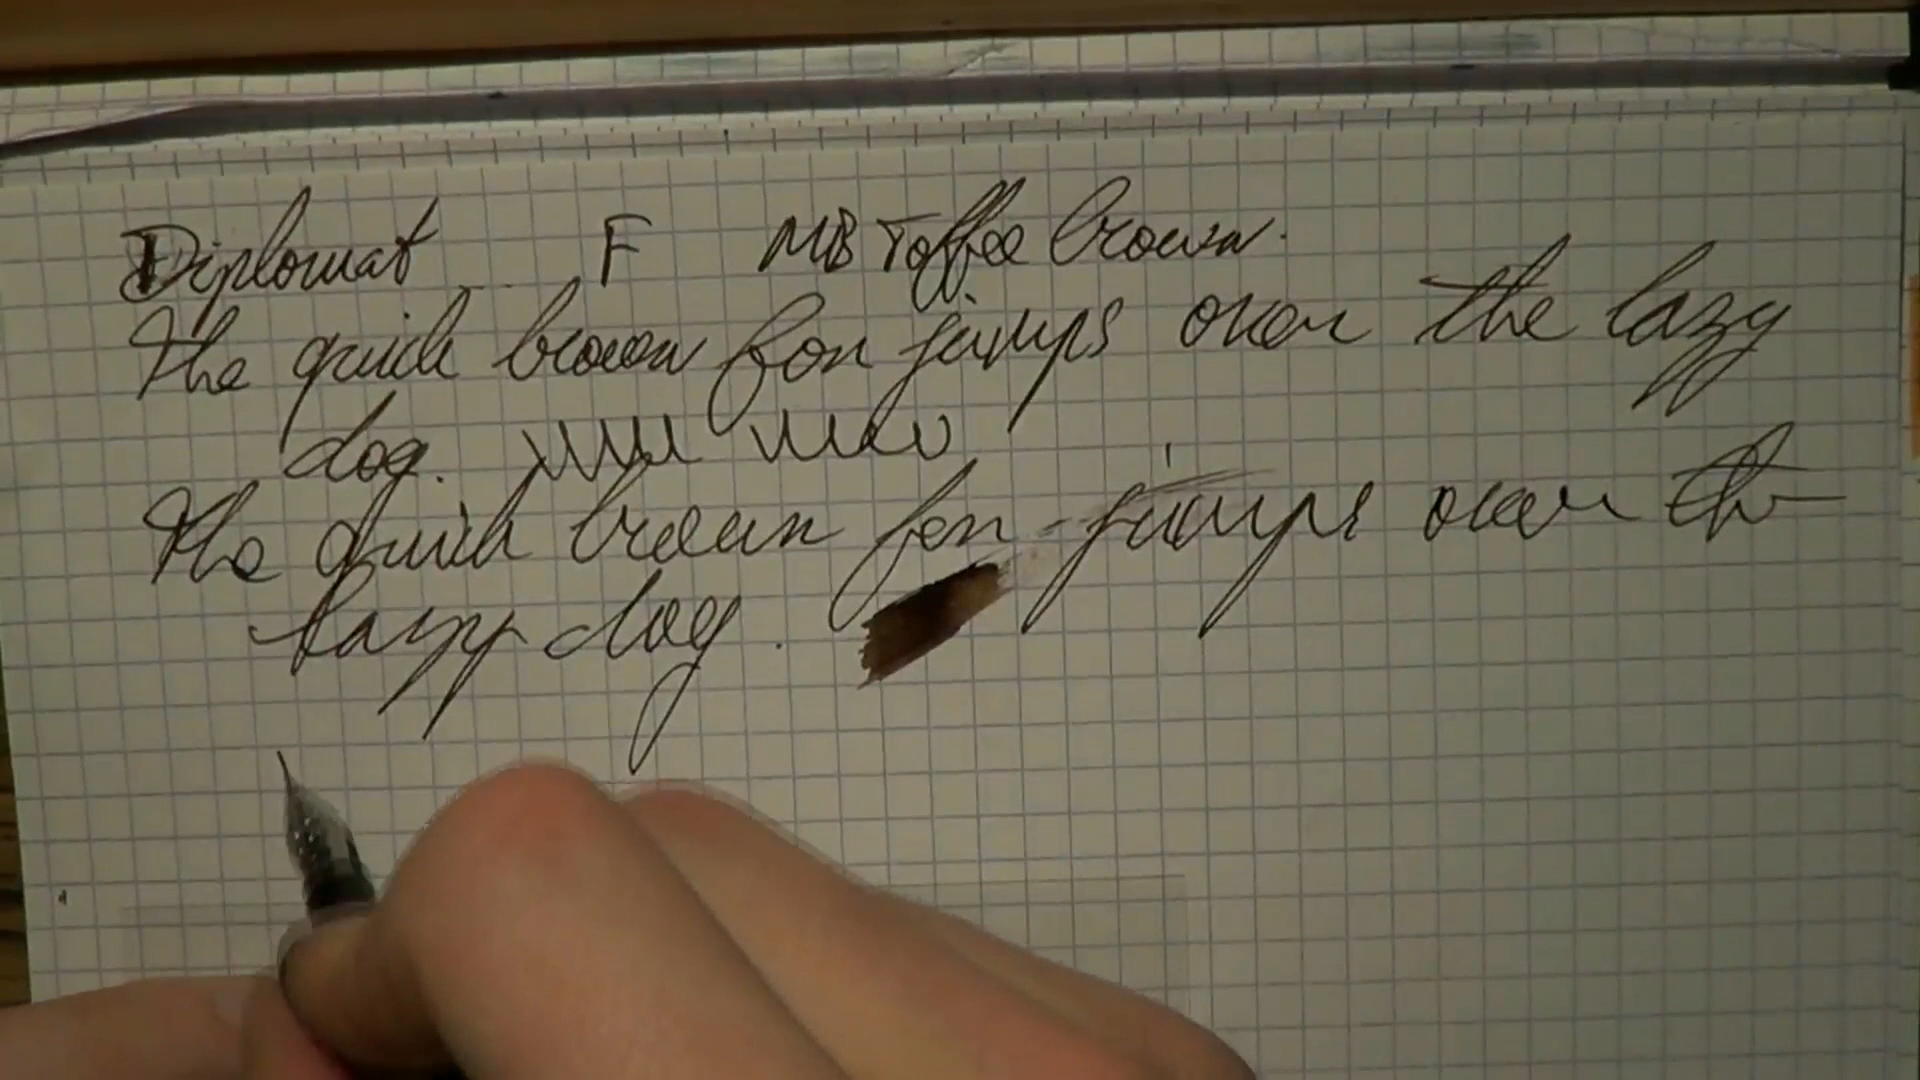 Diplomat F MB Toffee brown.
The quick brown fox jumps over the lazy
dog.
The quick brown fox jumps over the
lazy dog.